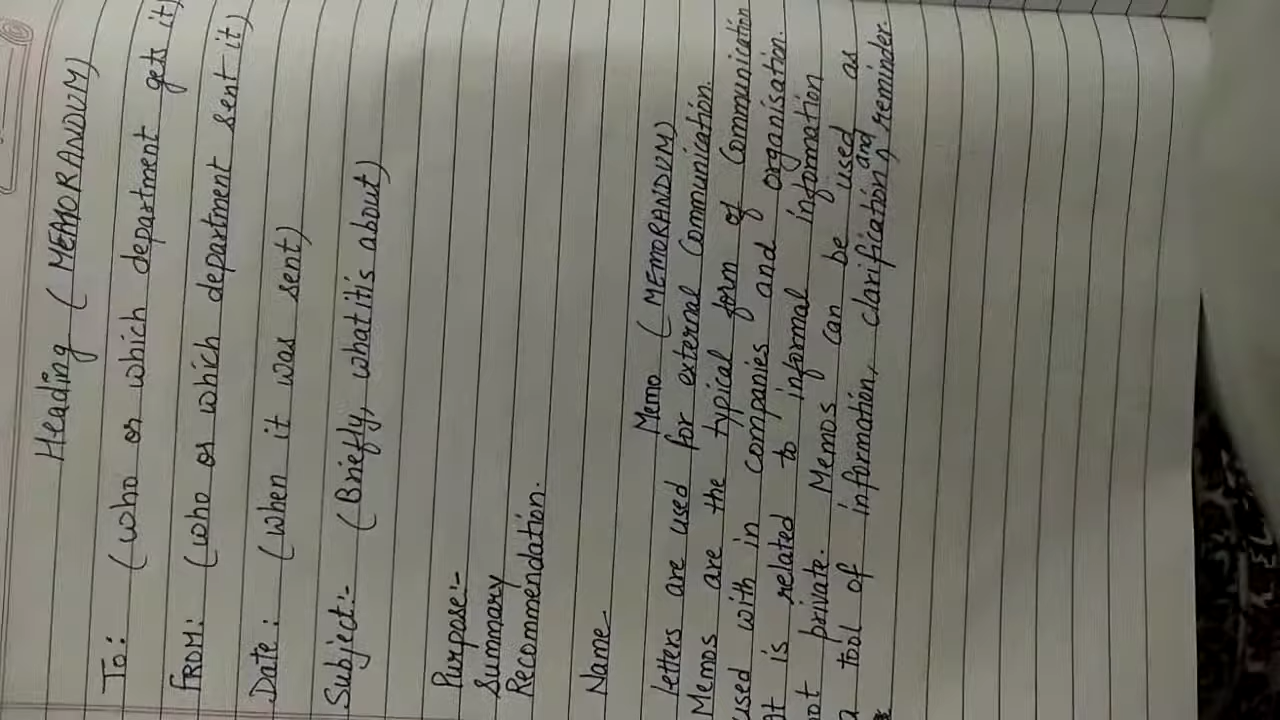 Heading (MEMORANDUM)
To: (who or which department gets it)
FROM: (who or which department sent it)
Date: (when it was sent)
Subject:- (Briefly, what it is about)
Purpose:-
Summary
Recommendation.
Name
Memo (MEMORANDUM)
Letters are used for external Communication.
Memos are the typical form of Communication
used with in companies and organisation.
It is related to informal information
not private. Memos can be used as
a tool of information, clarification and reminder.